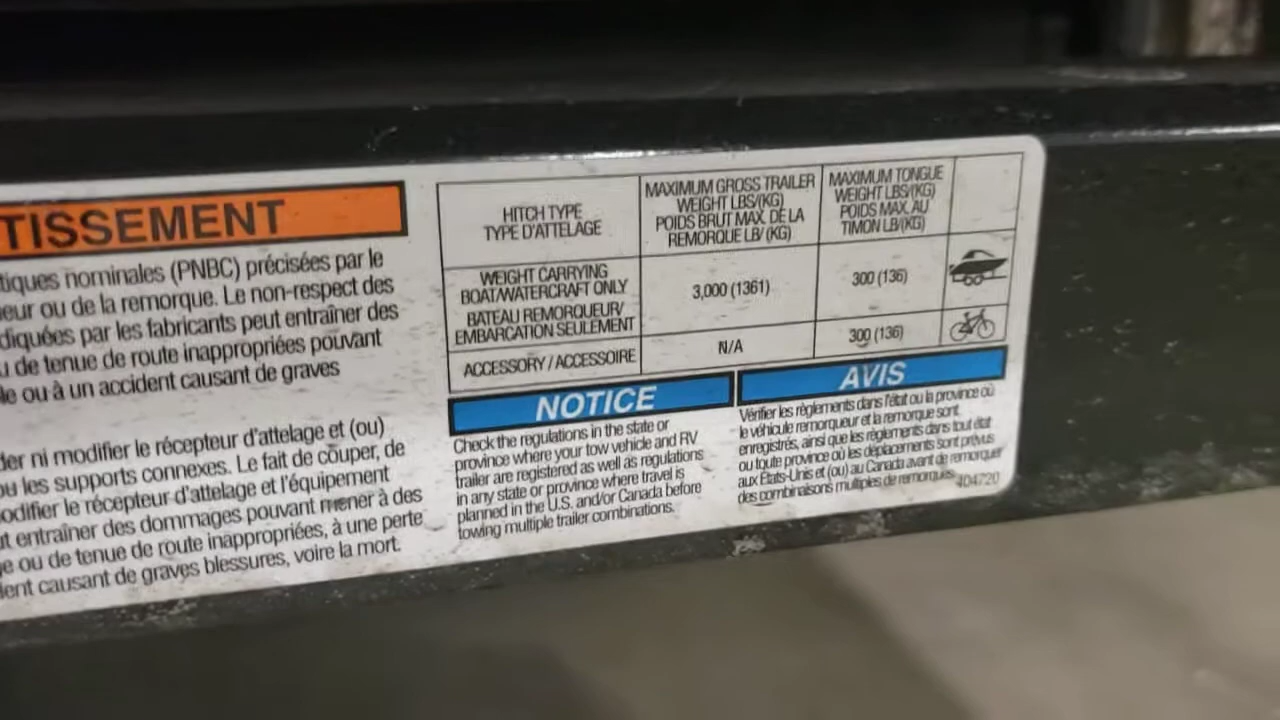 TISSEMENT
tiques nominales (PNBC) précisées par le
eur ou de la remorque. Le non-respect des
diquées par les fabricants peut entraîner des
u de tenue de route inappropriées pouvant
le ou à un accident causant de graves
der ni modifier le récepteur d'attelage et (ou)
ou les supports connexes. Le fait de couper, de
odifier le récepteur d'attelage et l'équipement
t entraîner des dommages pouvant mener à des
ge ou de tenue de route inappropriées, à une perte
dent causant de graves blessures, voire la mort.
HITCH TYPE
TYPE D'ATTELAGE
MAXIMUM GROSS TRAILER
WEIGHT LBS/(KG)
POIDS BRUT MAX. DE LA
REMORQUE LB/ (KG)
MAXIMUM TONGUE
WEIGHT LBS/(KG)
POIDS MAX. AU
TIMON LB/(KG)
WEIGHT CARRYING
BOAT/WATERCRAFT ONLY
BATEAU REMORQUEUR/
EMBARCATION SEULEMENT
3,000 (1361)
300 (136)
ACCESSORY / ACCESSOIRE
N/A
300 (136)
NOTICE
Check the regulations in the state or
province where your tow vehicle and RV
trailer are registered as well as regulations
in any state or province where travel is
planned in the U.S. and/or Canada before
towing multiple trailer combinations.
AVIS
Vérifier les règlements dans l'état ou la province où
le véhicule remorqueur et la remorque sont
enregistrés, ainsi que les règlements dans tout état
ou toute province où les déplacements sont prévus
aux États-Unis et (ou) au Canada avant de remorquer
des combinaisons multiples de remorques.
404720